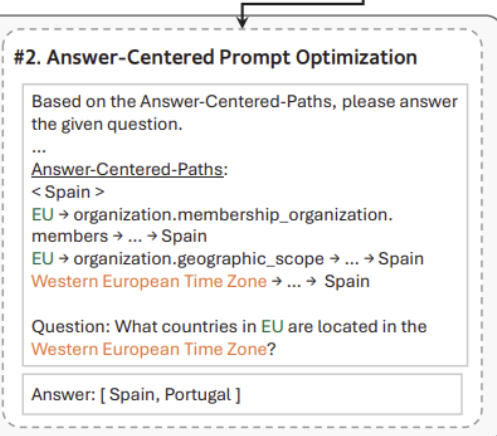 #2. Answer-Centered Prompt Optimization
Based on the Answer-Centered-Paths, please answer
the given question.
...
Answer-Centered-Paths:
< Spain >
EU → organization.membership_organization.
members → ... → Spain
EU → organization.geographic_scope → ... → Spain
Western European Time Zone → ... → Spain
Question: What countries in EU are located in the
Western European Time Zone?
Answer: [ Spain, Portugal ]